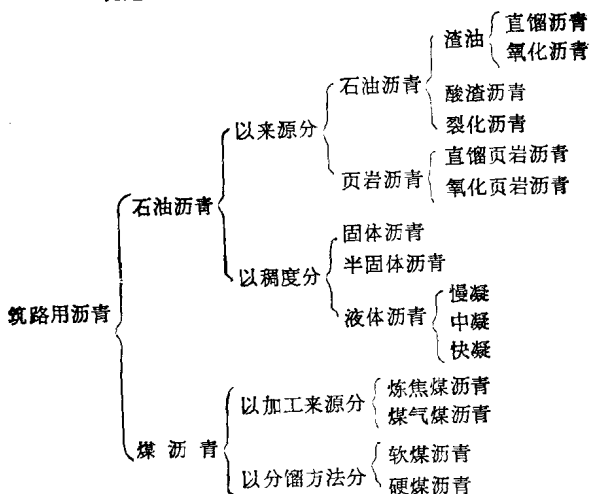 直馏沥青
渣油
氧化沥青
石油沥青
酸渣沥青
裂化沥青
以来源分
直馏页岩沥青
页岩沥青
氧化页岩沥青
石油沥青
固体沥青
半固体沥青
以稠度分
慢凝
液体沥青
中凝
快凝
筑路用沥青
炼焦煤沥青
以加工来源分
煤气煤沥青
煤沥青
软煤沥青
以分馏方法分
硬煤沥青